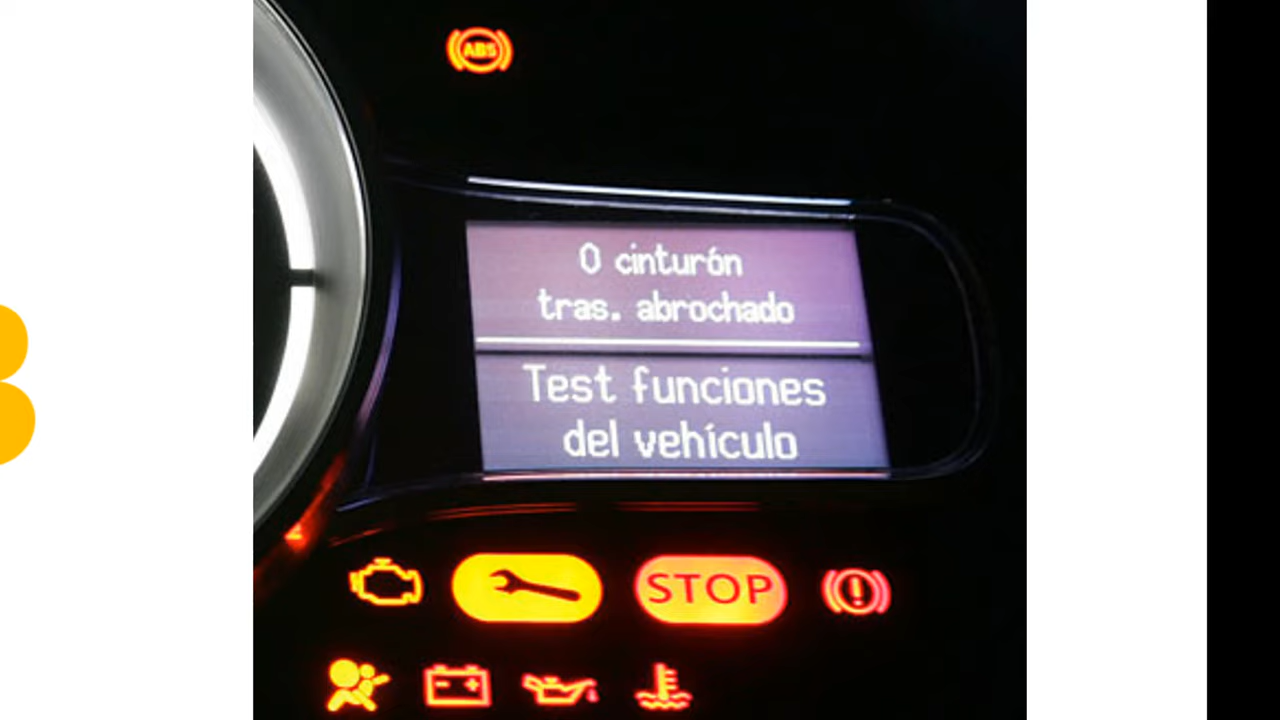 ABS
0 cinturón
tras. abrochado
Test funciones
del vehículo
STOP